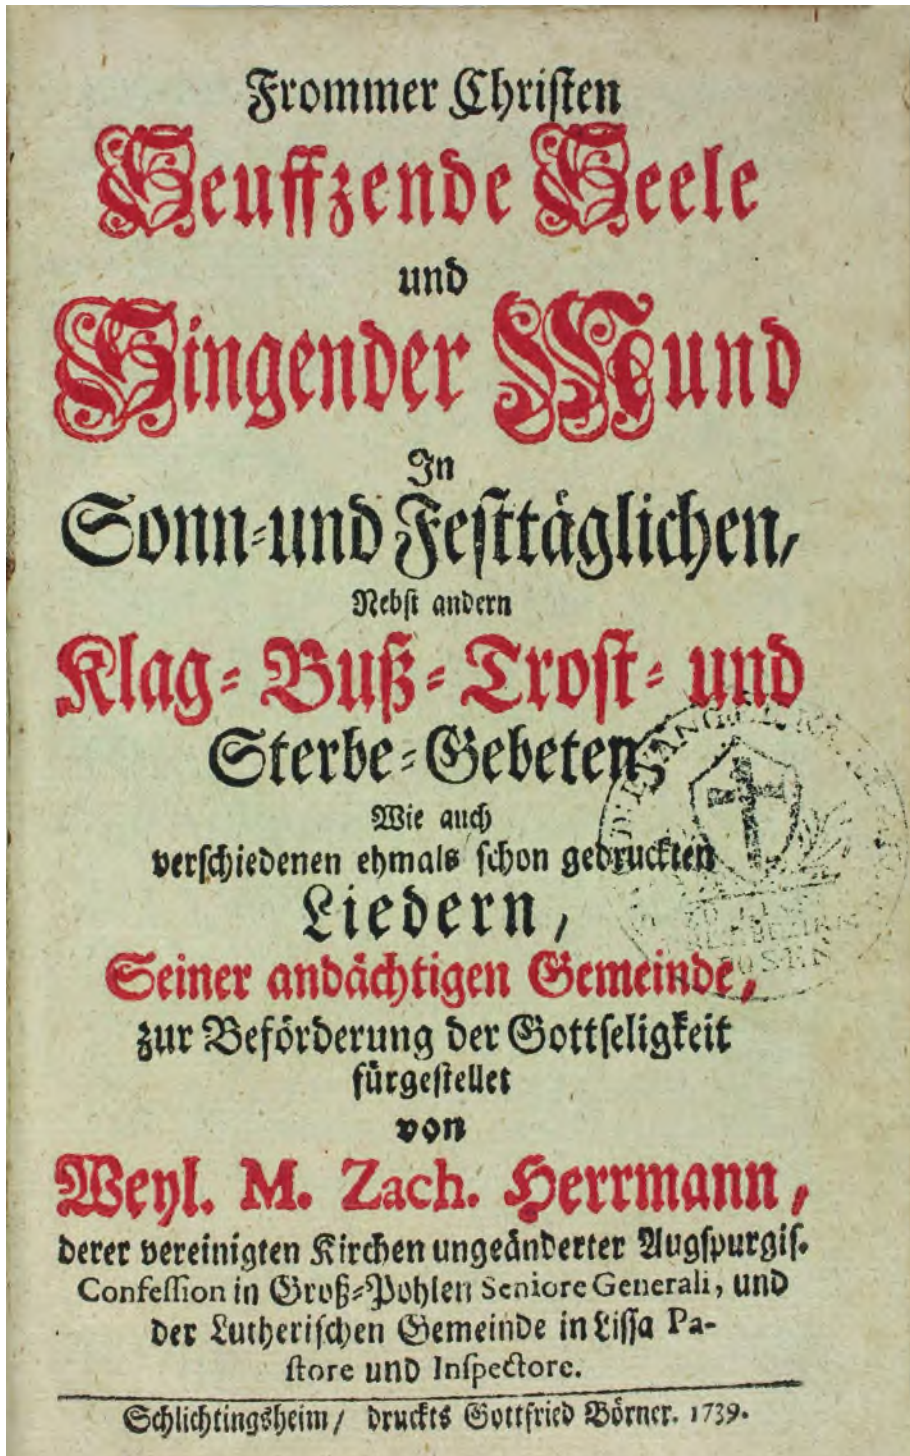 Frommer Christen
Seuffzende Seele
und
Singender Mund
In
Sonn-und Festtäglichen,
Nebst andern
Klag-Buß-Trost-und
Sterbe-Gebeten,
Wie auch
verschiedenen ehmals schon gedruckten
Liedern,
Seiner andächtigen Gemeinde,
zur Beförderung der Gottseligkeit
fürgestellet
von
Weyl. M. Zach. Herrmann,
derer vereinigten Kirchen ungeänderter Augspurgis.
Confession in Groß-Pohlen Seniore Generali, und
der Lutherischen Gemeinde in Lissa Pa-
store und Inspectore.
Schlichtingsheim/ druckts Gottfried Börner. 1739.
POSEN